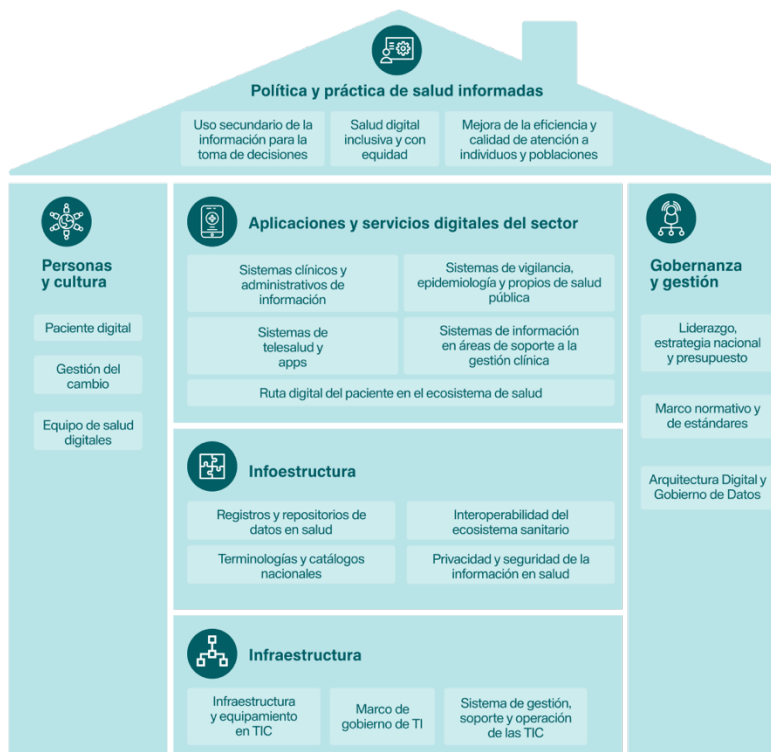 Política y práctica de salud informadas
Uso secundario de la
información para la
toma de decisiones
Salud digital
inclusiva y con
equidad
Mejora de la eficiencia y
calidad de atención a
individuos y poblaciones
Personas
y cultura
Paciente digital
Gestión del
cambio
Equipo de salud
digitales
Aplicaciones y servicios digitales del sector
Sistemas clínicos y
administrativos de
información
Sistemas de vigilancia,
epidemiología y propios de salud
pública
Sistemas de
telesalud y
apps
Sistemas de información
en áreas de soporte a la
gestión clínica
Ruta digital del paciente en el ecosistema de salud
Infoestructura
Registros y repositorios de
datos en salud
Interoperabilidad del
ecosistema sanitario
Terminologías y catálogos
nacionales
Privacidad y seguridad de la
información en salud
Infraestructura
Infraestructura
y equipamiento
en TIC
Marco de
gobierno de TI
Sistema de gestión,
soporte y operación
de las TIC
Gobernanza
y gestión
Liderazgo,
estrategia nacional
y presupuesto
Marco normativo y
de estándares
Arquitectura Digital y
Gobierno de Datos